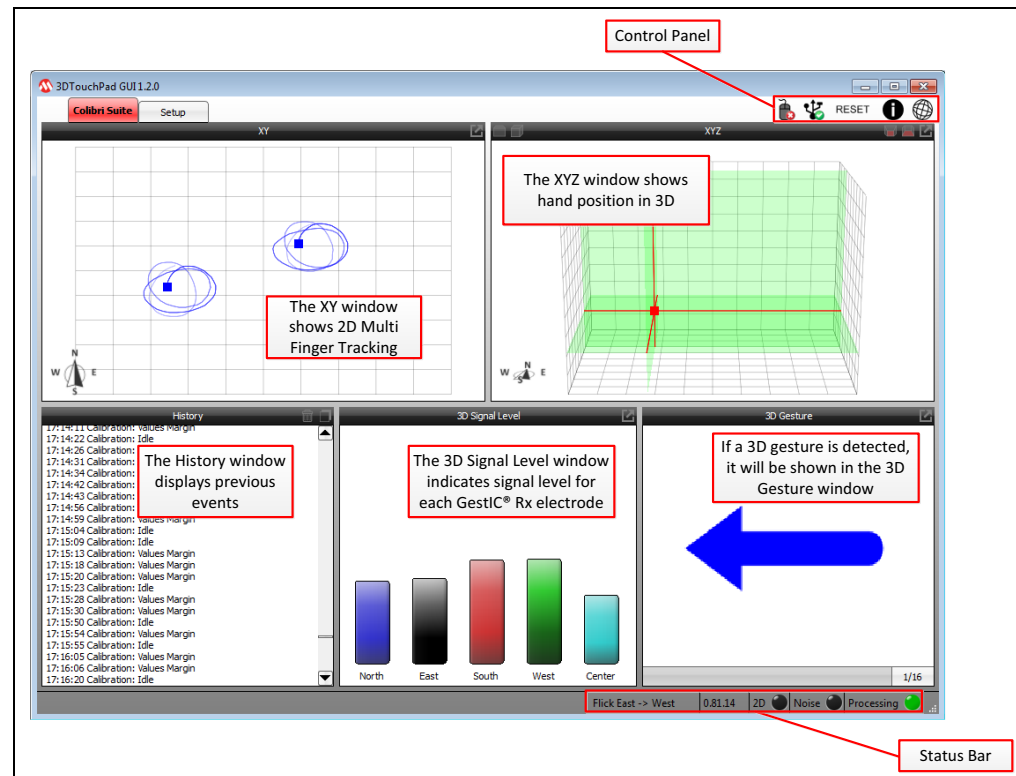 Control Panel
3DTouchPad GUI 1.2.0
Colibri Suite
Setup
RESET
XY
XYZ
The XYZ window shows
hand position in 3D
The XY window
shows 2D Multi
Finger Tracking
N
W E
S
N
W E
S
History
17:14:11 Calibration: Values Margin
17:14:22 Calibration: Idle
17:14:26 Calibration:
17:14:31 Calibration:
17:14:34 Calibration:
17:14:42 Calibration:
17:14:43 Calibration:
17:14:56 Calibration:
17:14:59 Calibration: Values Margin
17:15:04 Calibration: Idle
17:15:09 Calibration: Idle
17:15:13 Calibration: Values Margin
17:15:18 Calibration: Values Margin
17:15:20 Calibration: Values Margin
17:15:23 Calibration: Idle
17:15:28 Calibration: Values Margin
17:15:30 Calibration: Values Margin
17:15:50 Calibration: Idle
17:15:54 Calibration: Values Margin
17:15:55 Calibration: Idle
17:16:05 Calibration: Values Margin
17:16:06 Calibration: Values Margin
17:16:20 Calibration: Idle
The History window
displays previous
events
3D Signal Level
The 3D Signal Level window
indicates signal level for
each GestIC® Rx electrode
North East South West Center
3D Gesture
If a 3D gesture is detected,
it will be shown in the 3D
Gesture window
1/16
Flick East -> West 0.81.14 2D Noise Processing
Status Bar